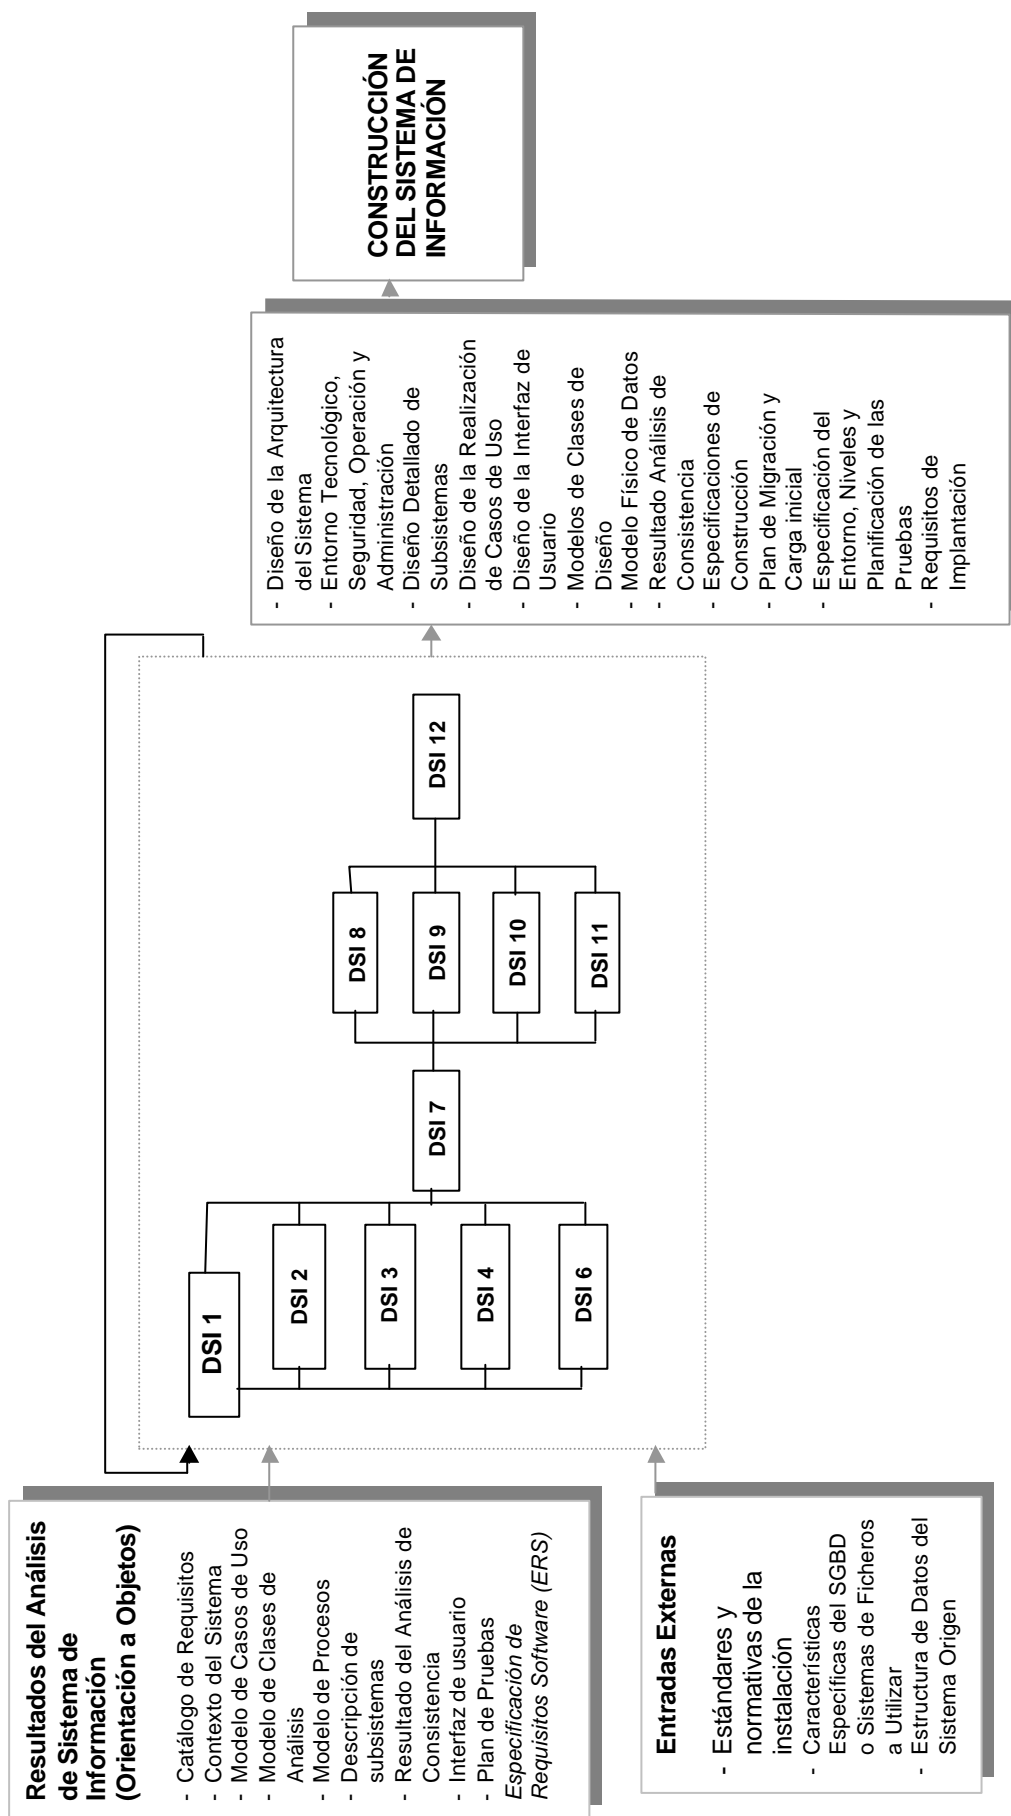 Resultados del Análisis
de Sistema de
Información
(Orientación a Objetos)
- Catálogo de Requisitos
- Contexto del Sistema
- Modelo de Casos de Uso
- Modelo de Clases de
Análisis
- Modelo de Procesos
- Descripción de
subsistemas
- Resultado del Análisis de
Consistencia
- Interfaz de usuario
- Plan de Pruebas
Especificación de
Requisitos Software (ERS)
Entradas Externas
- Estándares y
normativas de la
instalación
- Características
Específicas del SGBD
o Sistemas de Ficheros
a Utilizar
- Estructura de Datos del
Sistema Origen
DSI 1
DSI 2
DSI 3
DSI 4
DSI 6
DSI 7
DSI 8
DSI 9
DSI 10
DSI 11
DSI 12
- Diseño de la Arquitectura
del Sistema
- Entorno Tecnológico,
Seguridad, Operación y
Administración
- Diseño Detallado de
Subsistemas
- Diseño de la Realización
de Casos de Uso
- Diseño de la Interfaz de
Usuario
- Modelos de Clases de
Diseño
- Modelo Físico de Datos
- Resultado Análisis de
Consistencia
- Especificaciones de
Construcción
- Plan de Migración y
Carga inicial
- Especificación del
Entorno, Niveles y
Planificación de las
Pruebas
- Requisitos de
Implantación
CONSTRUCCIÓN
DEL SISTEMA DE
INFORMACIÓN